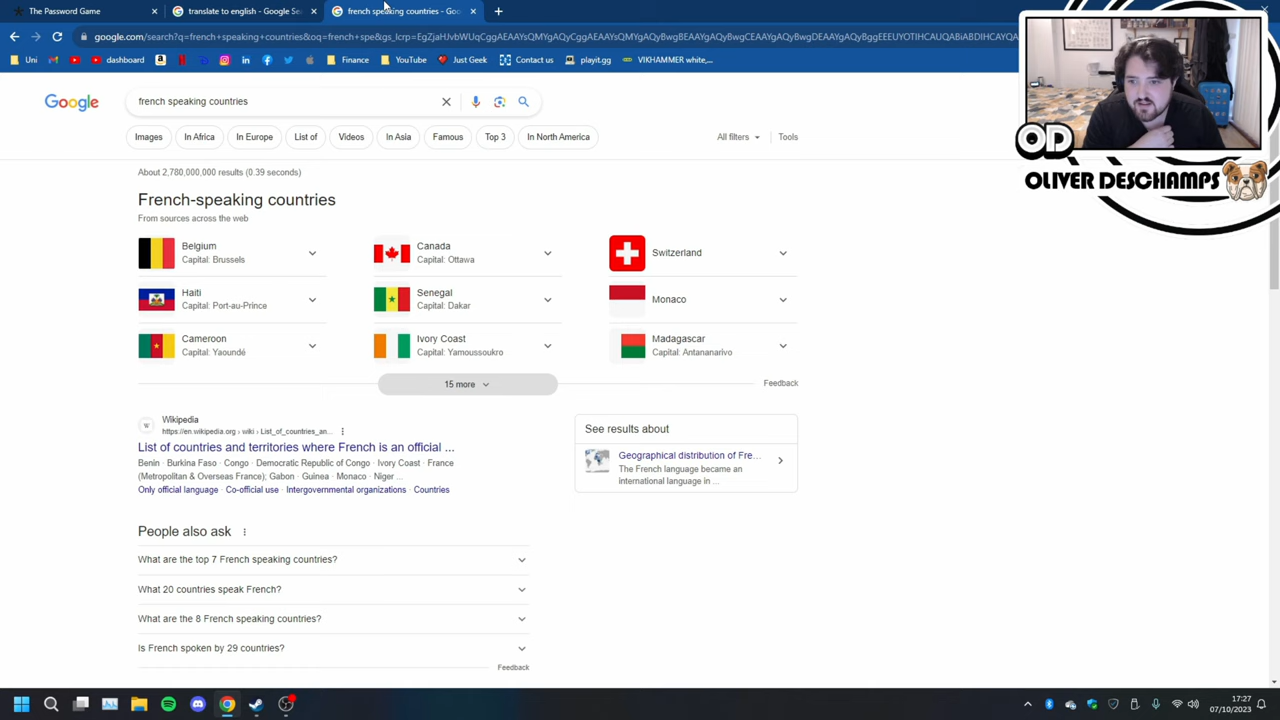 The Password Game
translate to english - Google Se
french speaking countries - Goo
google.com/search?q=french+speaking+countries&oq=french+spe&gs_lcp=
Uni
dashboard
Finance
YouTube
Just Geek
Contact us
playit.gg
VIKHAMMER white,...
OD
OLIVER DESCHAMPS
Google
french speaking countries
Images
In Africa
In Europe
List of
Videos
In Asia
Famous
Top 3
In North America
All filters
Tools
About 2,780,000,000 results (0.39 seconds)
French-speaking countries
From sources across the web
Belgium
Capital: Brussels
Canada
Capital: Ottawa
Switzerland
Haiti
Capital: Port-au-Prince
Senegal
Capital: Dakar
Monaco
Cameroon
Capital: Yaoundé
Ivory Coast
Capital: Yamoussoukro
Madagascar
Capital: Antananarivo
15 more
Feedback
W
Wikipedia
https://en.wikipedia.org › wiki › List_of_countries_an...
List of countries and territories where French is an official ...
Benin · Burkina Faso · Congo · Democratic Republic of Congo · Ivory Coast · France
(Metropolitan & Overseas France); Gabon · Guinea · Monaco · Niger ...
Only official language · Co-official use · Intergovernmental organizations · Countries
See results about
Geographical distribution of Fre...
The French language became an
international language in ...
People also ask
What are the top 7 French speaking countries?
What 20 countries speak French?
What are the 8 French speaking countries?
Is French spoken by 29 countries?
Feedback
17:27
07/10/2023